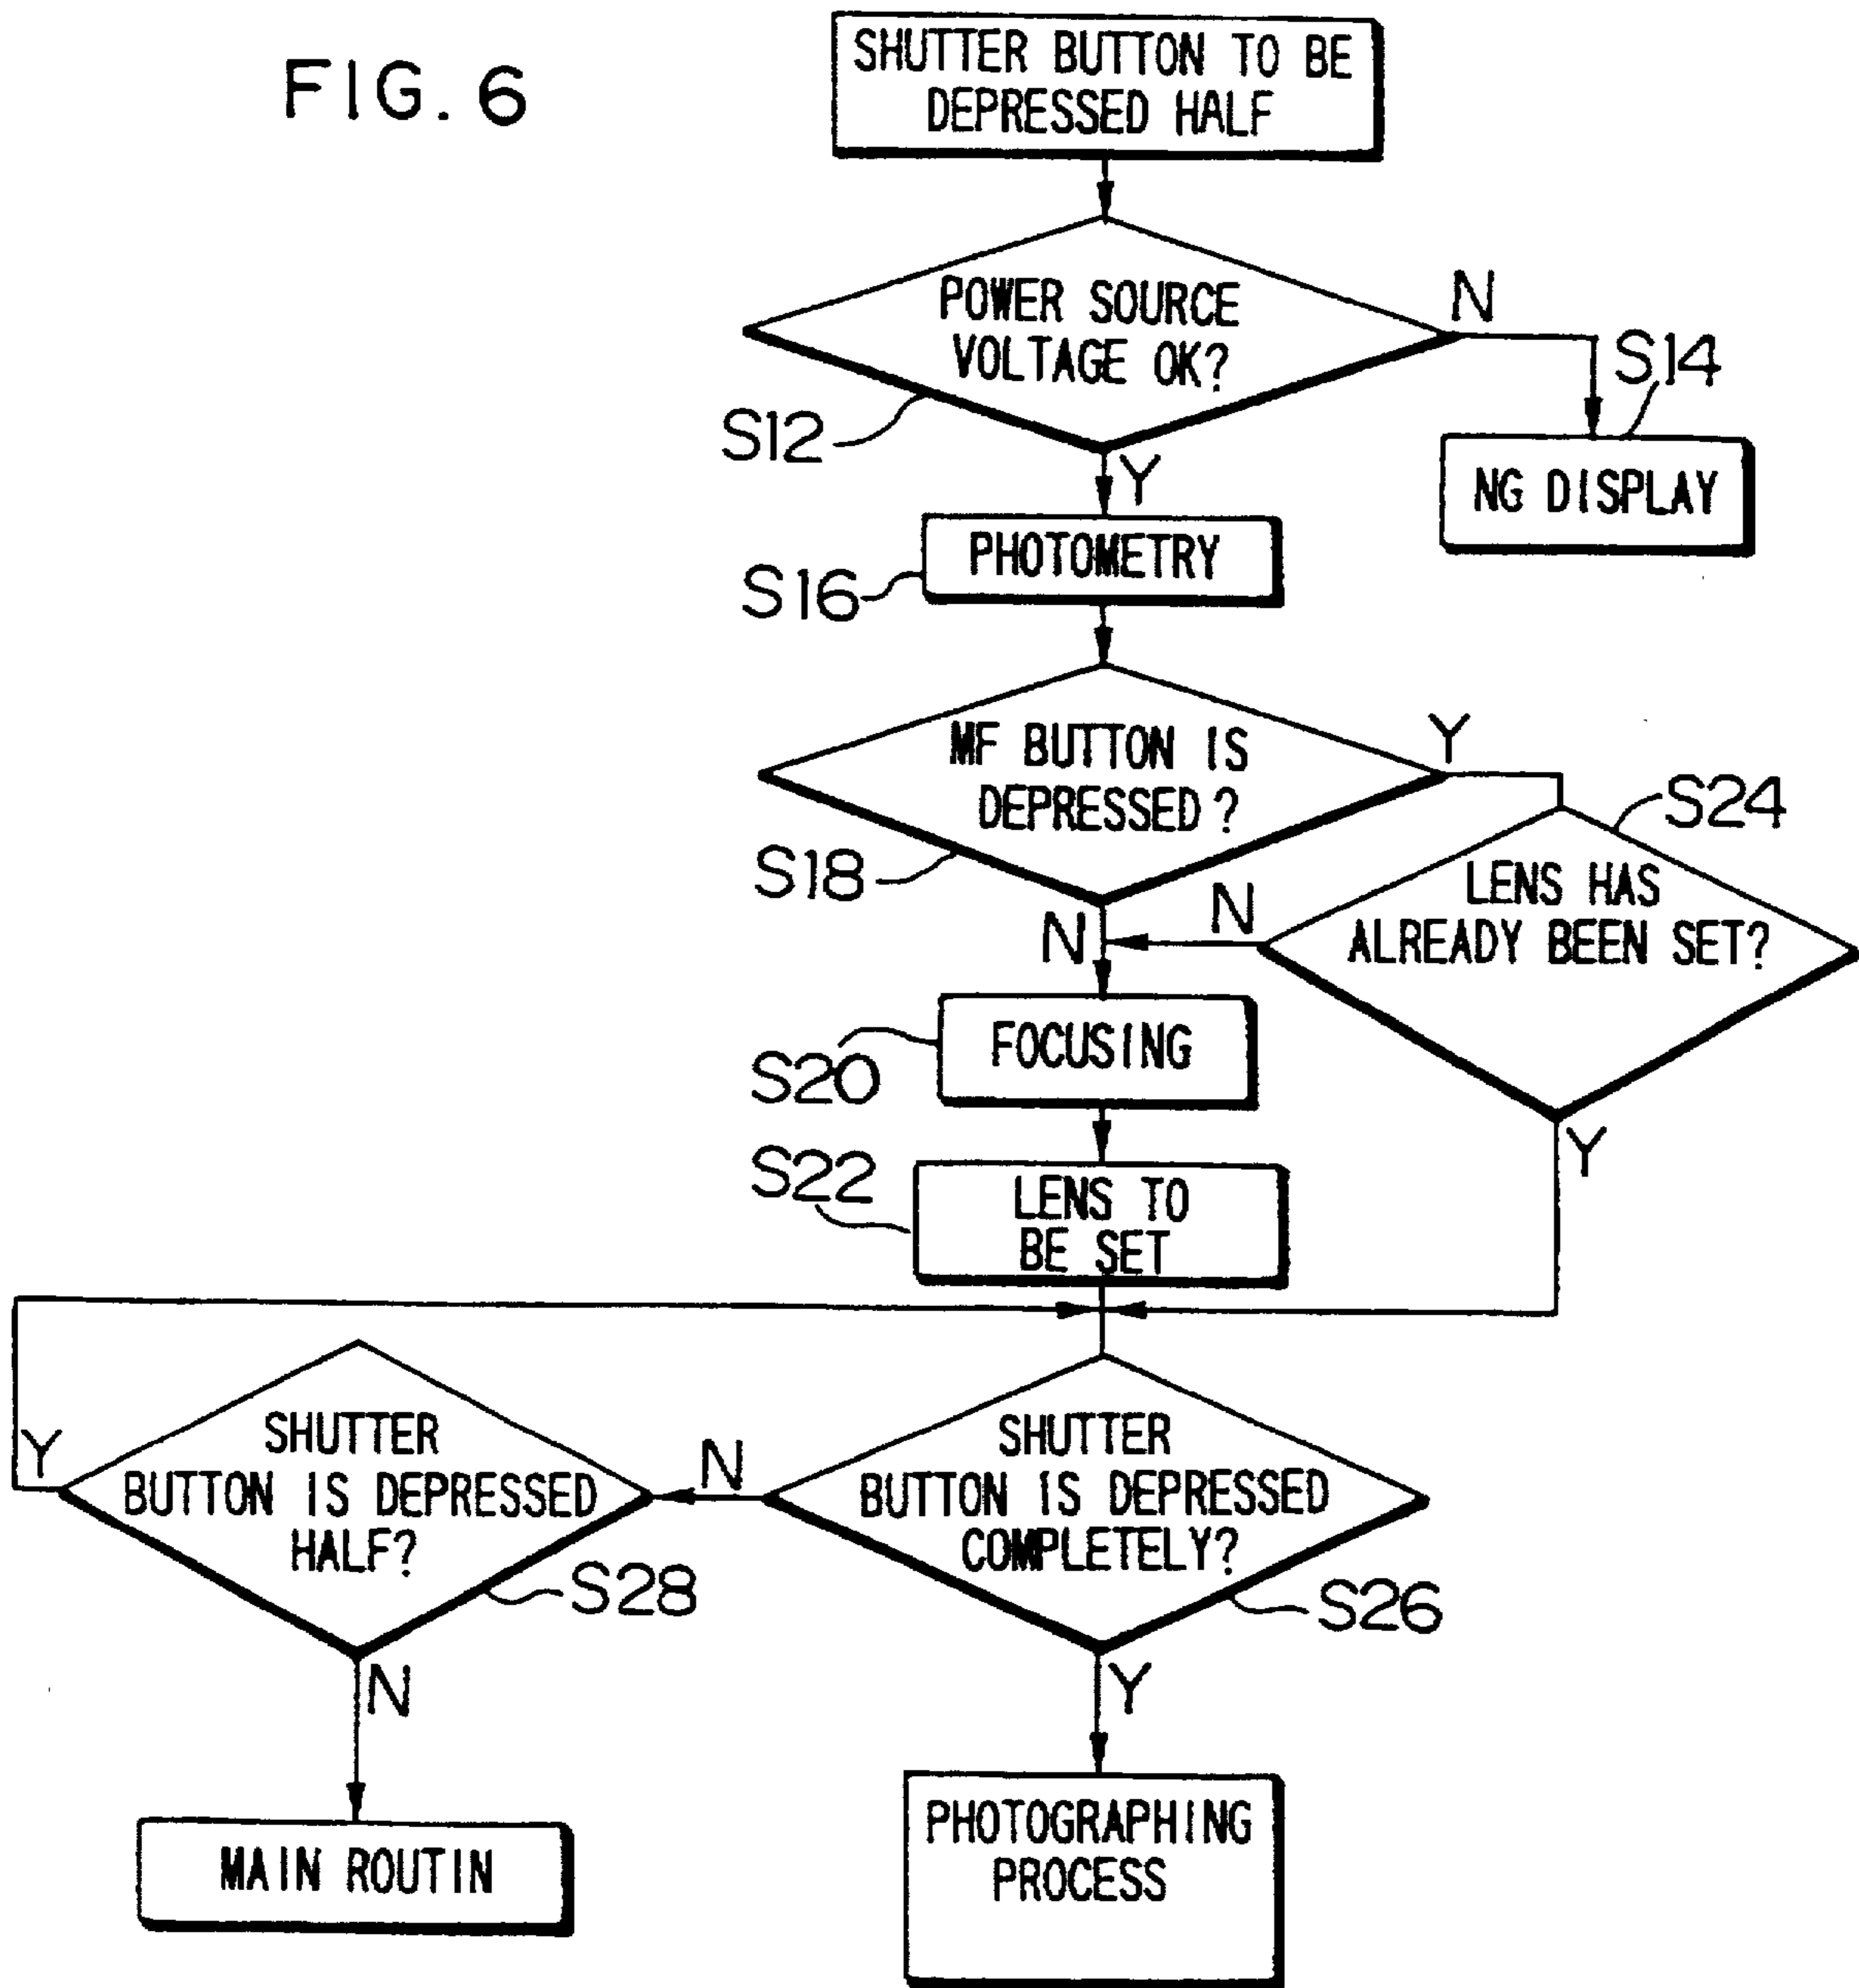 FIG. 6
SHUTTER BUTTON TO BE
DEPRESSED HALF
POWER SOURCE
VOLTAGE OK?
N
S12
S14
Y
NG DISPLAY
PHOTOMETRY
S16
MF BUTTON IS
DEPRESSED?
Y
S18
S24
LENS HAS
ALREADY BEEN SET?
N
N
FOCUSING
S20
Y
S22
LENS TO
BE SET
SHUTTER
BUTTON IS DEPRESSED
COMPLETELY?
N
S26
SHUTTER
BUTTON IS DEPRESSED
HALF?
Y
S28
N
Y
MAIN ROUTIN
PHOTOGRAPHING
PROCESS